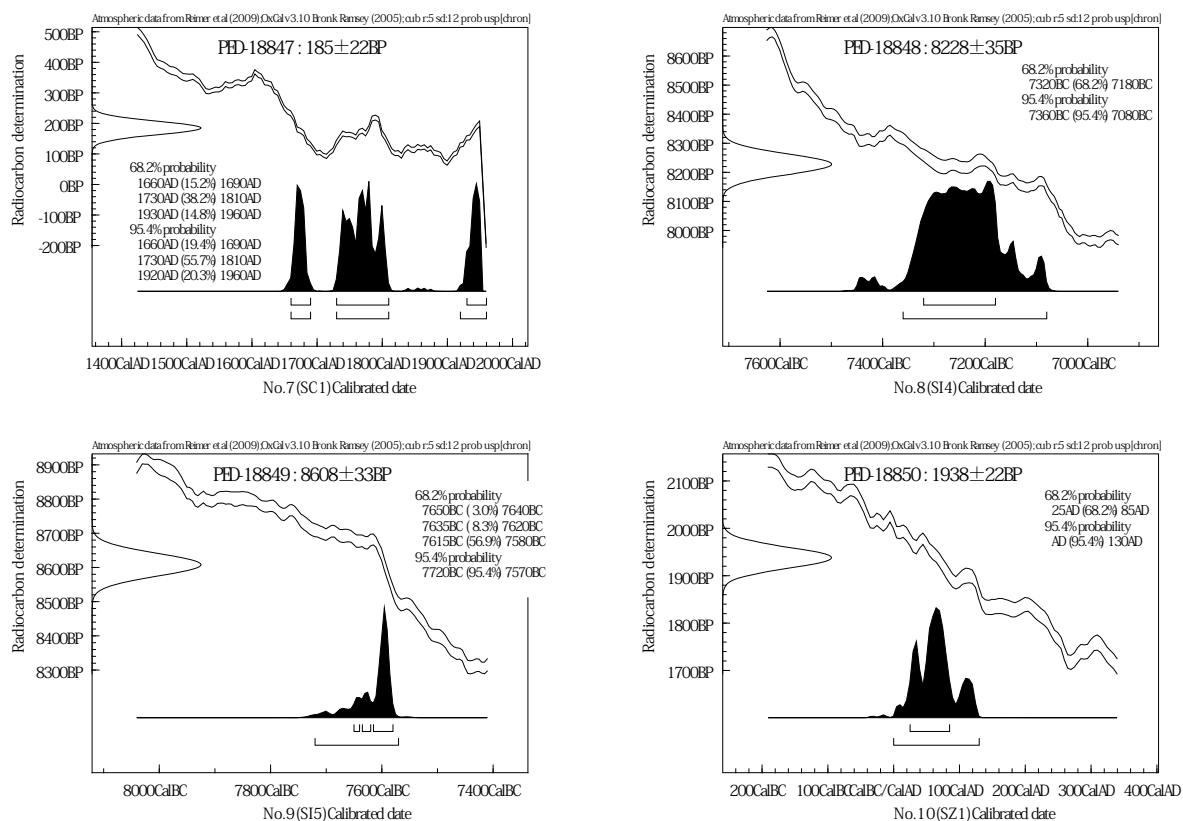 Atmospheric data from Reimer et al (2009);OxCal v3.10 Bronk Ramsey (2005); cub r:5 sd:12 prob usp[chron]
PED-18847 : 185±22BP
Radiocarbon determination
500BP
400BP
300BP
200BP
100BP
0BP
-100BP
-200BP
68.2% probability
1660AD (15.2%) 1690AD
1730AD (38.2%) 1810AD
1930AD (14.8%) 1960AD
95.4% probability
1660AD (19.4%) 1690AD
1730AD (55.7%) 1810AD
1920AD (20.3%) 1960AD
1400CalAD 1500CalAD 1600CalAD 1700CalAD 1800CalAD 1900CalAD 2000CalAD
No.7 (SC1) Calibrated date
Atmospheric data from Reimer et al (2009);OxCal v3.10 Bronk Ramsey (2005); cub r:5 sd:12 prob usp[chron]
PED-18848 : 8228±35BP
Radiocarbon determination
8600BP
8500BP
8400BP
8300BP
8200BP
8100BP
8000BP
68.2% probability
7320BC (68.2%) 7180BC
95.4% probability
7360BC (95.4%) 7080BC
7600CalBC 7400CalBC 7200CalBC 7000CalBC
No.8 (SI4) Calibrated date
Atmospheric data from Reimer et al (2009);OxCal v3.10 Bronk Ramsey (2005); cub r:5 sd:12 prob usp[chron]
PED-18849 : 8608±33BP
Radiocarbon determination
8900BP
8800BP
8700BP
8600BP
8500BP
8400BP
8300BP
68.2% probability
7650BC ( 3.0%) 7640BC
7635BC ( 8.3%) 7620BC
7615BC (56.9%) 7580BC
95.4% probability
7720BC (95.4%) 7570BC
8000CalBC 7800CalBC 7600CalBC 7400CalBC
No.9 (SI5) Calibrated date
Atmospheric data from Reimer et al (2009);OxCal v3.10 Bronk Ramsey (2005); cub r:5 sd:12 prob usp[chron]
PED-18850 : 1938±22BP
Radiocarbon determination
2100BP
2000BP
1900BP
1800BP
1700BP
68.2% probability
25AD (68.2%) 85AD
95.4% probability
AD (95.4%) 130AD
200CalBC 100CalBC CalBC/CalAD 100CalAD 200CalAD 300CalAD 400CalAD
No.10 (SZ1) Calibrated date